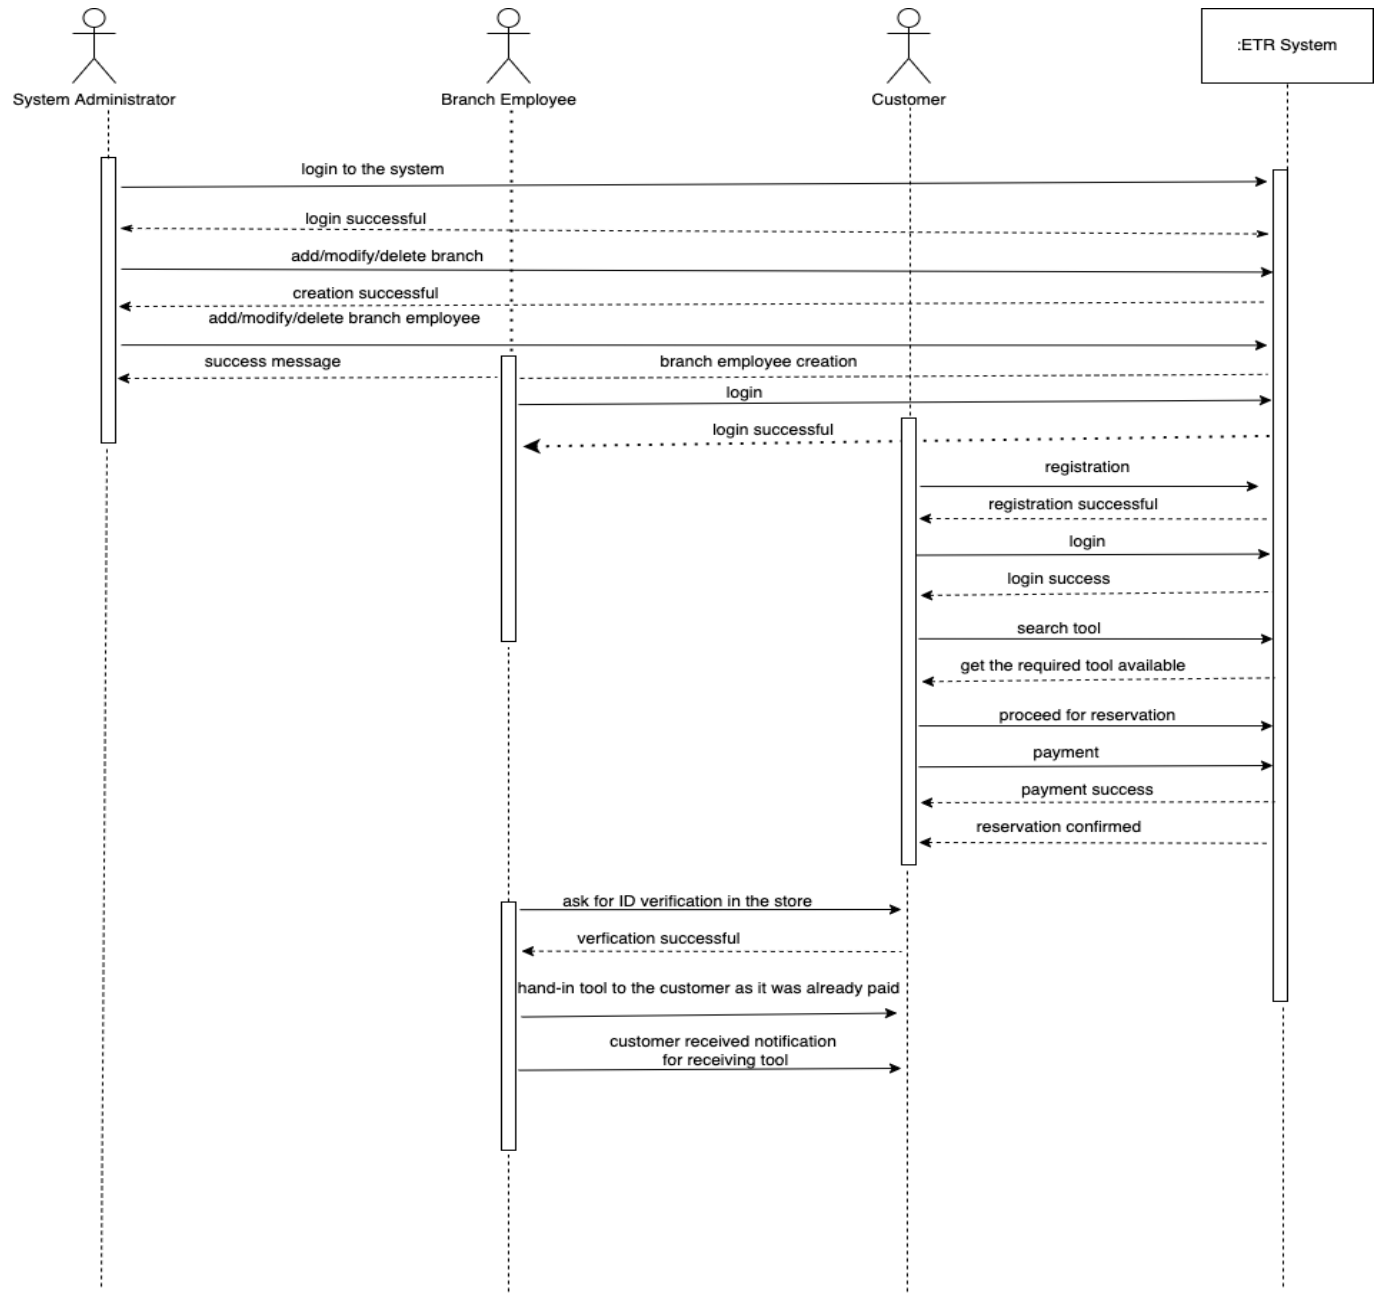 System Administrator
Branch Employee
Customer
:ETR System
login to the system
login successful
add/modify/delete branch
creation successful
add/modify/delete branch employee
success message
branch employee creation
login
login successful
registration
registration successful
login
login success
search tool
get the required tool available
proceed for reservation
payment
payment success
reservation confirmed
ask for ID verification in the store
verfication successful
hand-in tool to the customer as it was already paid
customer received notification
for receiving tool